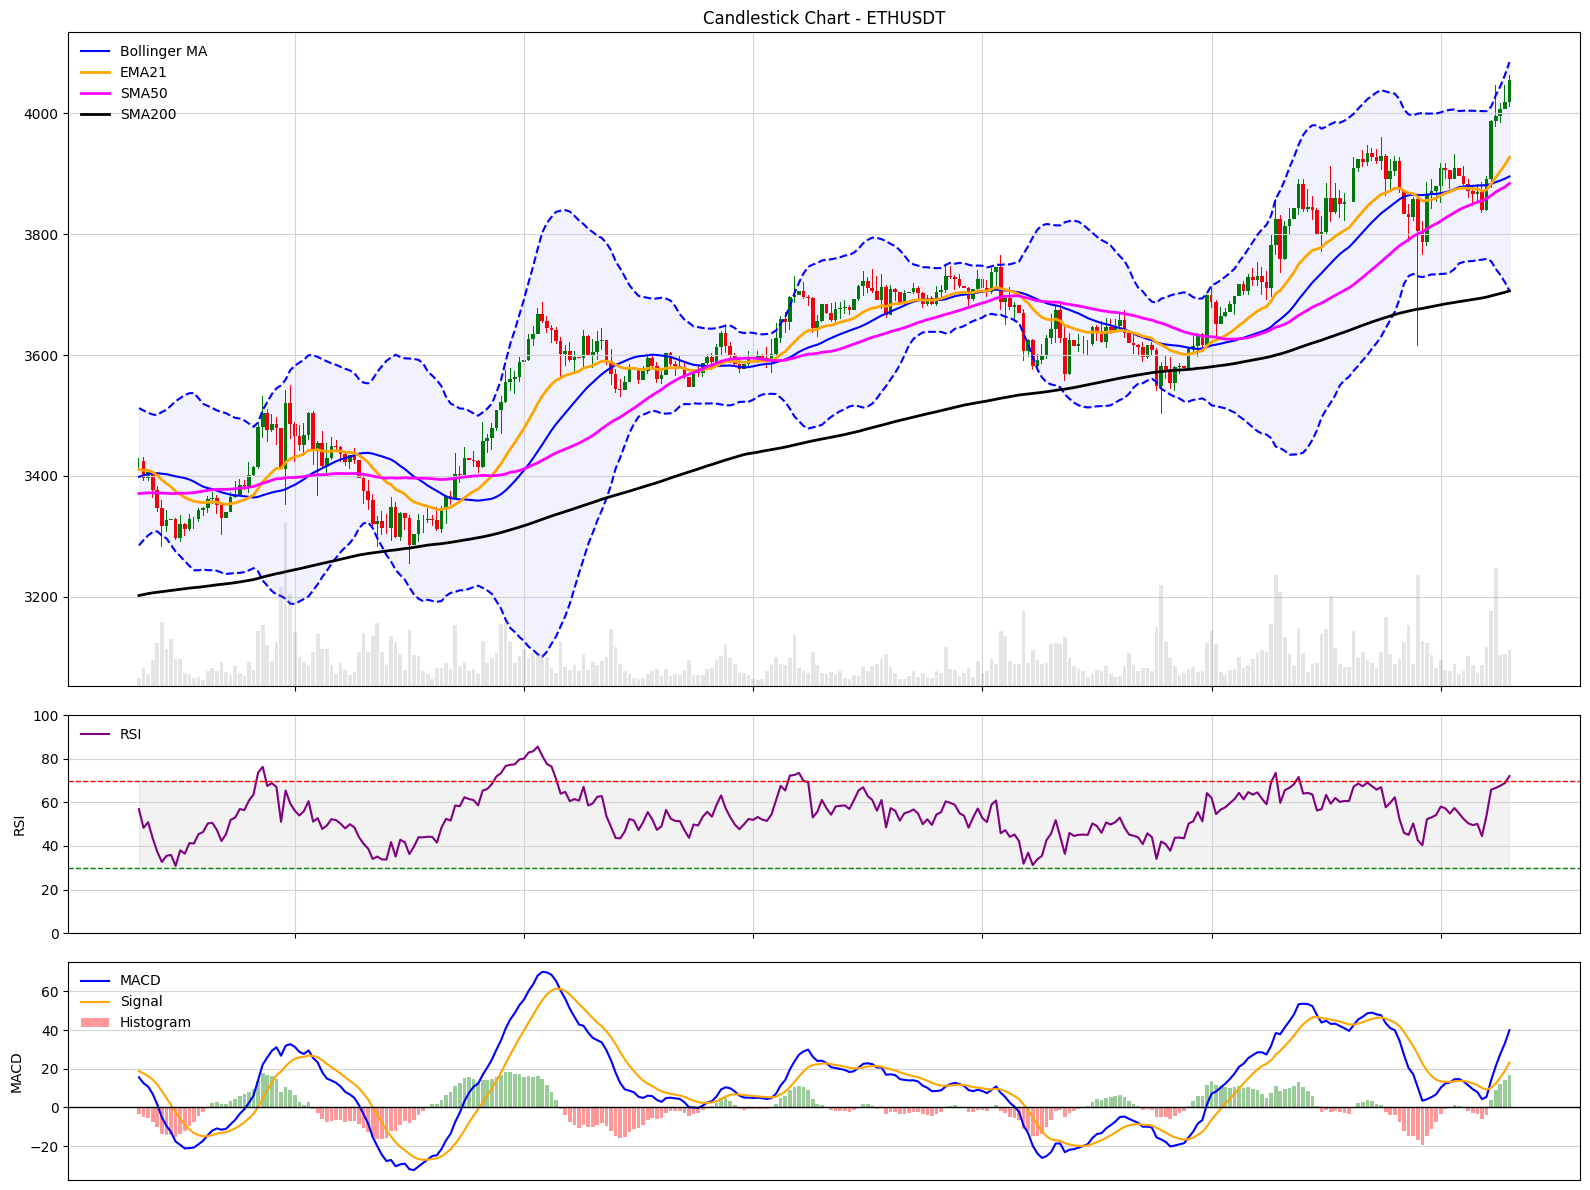 Candlestick Chart - ETHUSDT
Bollinger MA
EMA21
SMA50
SMA200
4000
3800
3600
3400
3200
RSI
100
80
60
40
20
0
RSI
MACD
Signal
Histogram
60
40
20
0
−20
MACD